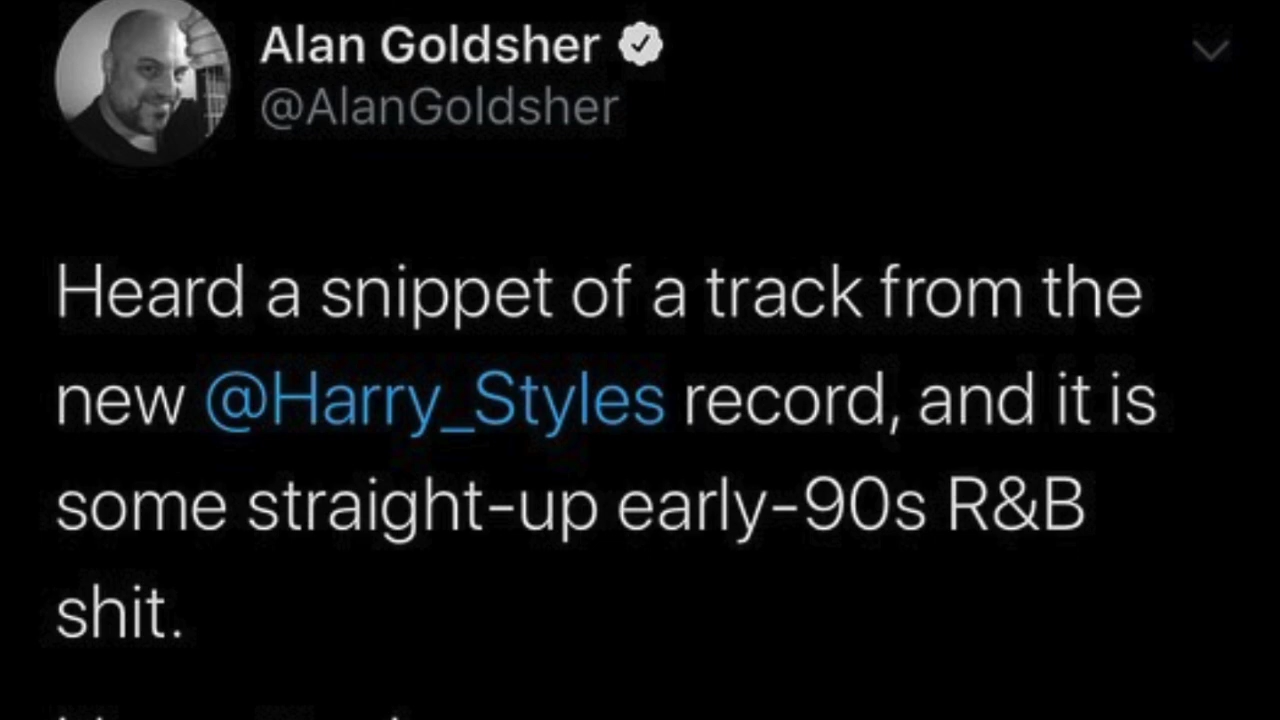 Alan Goldsher
@AlanGoldsher
Heard a snippet of a track from the
new @Harry_Styles record, and it is
some straight-up early-90s R&B
shit.